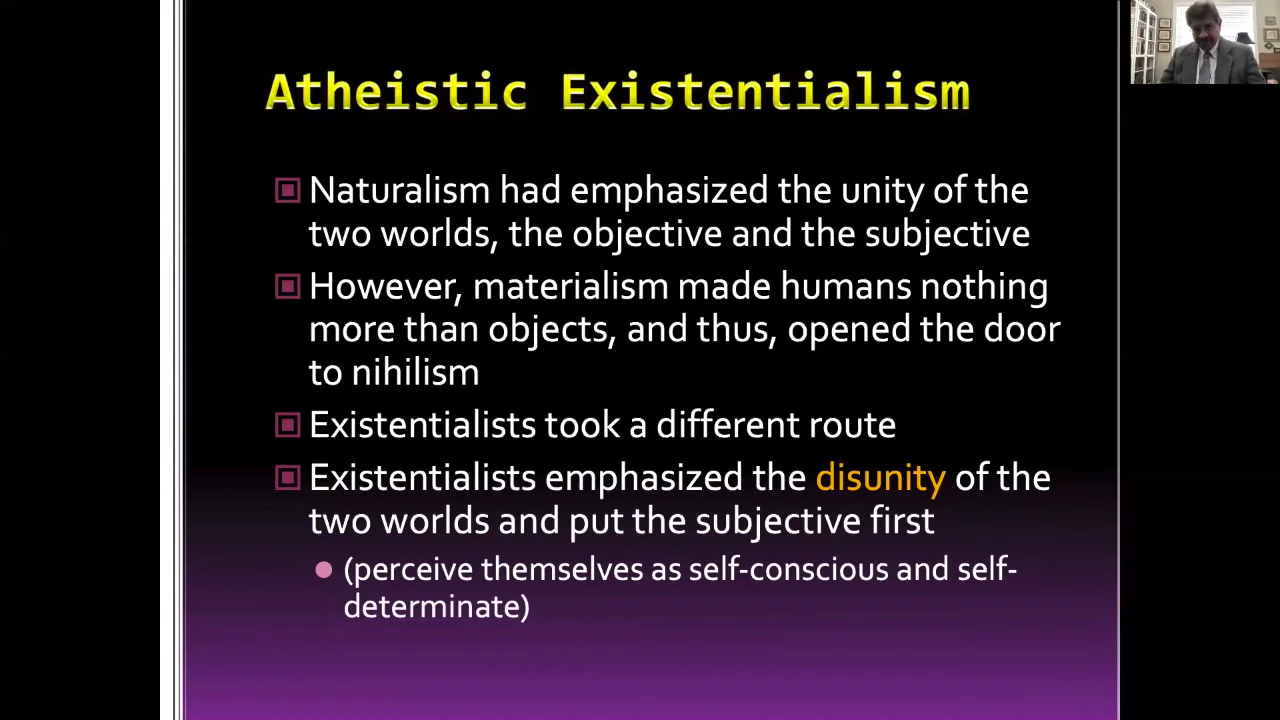 Atheistic Existentialism
Naturalism had emphasized the unity of the
two worlds, the objective and the subjective
However, materialism made humans nothing
more than objects, and thus, opened the door
to nihilism
Existentialists took a different route
Existentialists emphasized the disunity of the
two worlds and put the subjective first
(perceive themselves as self-conscious and self-
determinate)